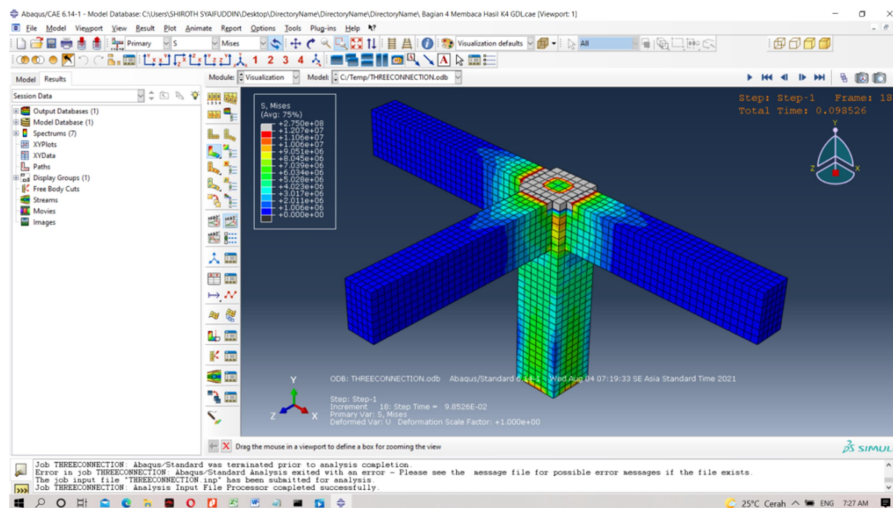 Abaqus/CAE 6.14-1 - Model Database: C:\Users\SHIROTH SYAIFUDDIN\Desktop\DirectoryName\DirectoryName\DirectoryName\, Bagian 4 Membaca Hasil K4 GDL.cae [Viewport: 1]
File Model Viewport View Result Plot Animate Report Options Tools Plug-ins Help
Primary S Mises Visualization defaults All
1 2 3 4
Model Results Module: Visualization Model: C:/Temp/THREECONNECTION.odb
Session Data
Output Databases (1)
Model Database (1)
Spectrums (7)
XYPlots
XYData
Paths
Display Groups (1)
Free Body Cuts
Streams
Movies
Images
S, Mises
(Avg: 75%)
+2.750e+08
+1.207e+07
+1.106e+07
+1.006e+07
+9.051e+06
+8.045e+06
+7.039e+06
+6.034e+06
+5.028e+06
+4.023e+06
+3.017e+06
+2.011e+06
+1.006e+06
+0.000e+00
Step: Step-1 Frame: 18
Total Time: 0.098526
Y
Z
X
ODB: THREECONNECTION.odb Abaqus/Standard 6.14-1 Wed Aug 04 07:19:33 SE Asia Standard Time 2021
Y
Z
X
Step: Step-1
Increment 18: Step Time = 9.8526E-02
Primary Var: S, Mises
Deformed Var: U Deformation Scale Factor: +1.000e+00
Drag the mouse in a viewport to define a box for zooming the view
SIMUL
Job THREECONNECTION: Abaqus/Standard was terminated prior to analysis completion.
Error in job THREECONNECTION: Abaqus/Standard Analysis exited with an error - Please see the message file for possible error messages if the file exists.
The job input file "THREECONNECTION.inp" has been submitted for analysis.
Job THREECONNECTION: Analysis Input File Processor completed successfully.
25°C Cerah ENG 7:27 AM